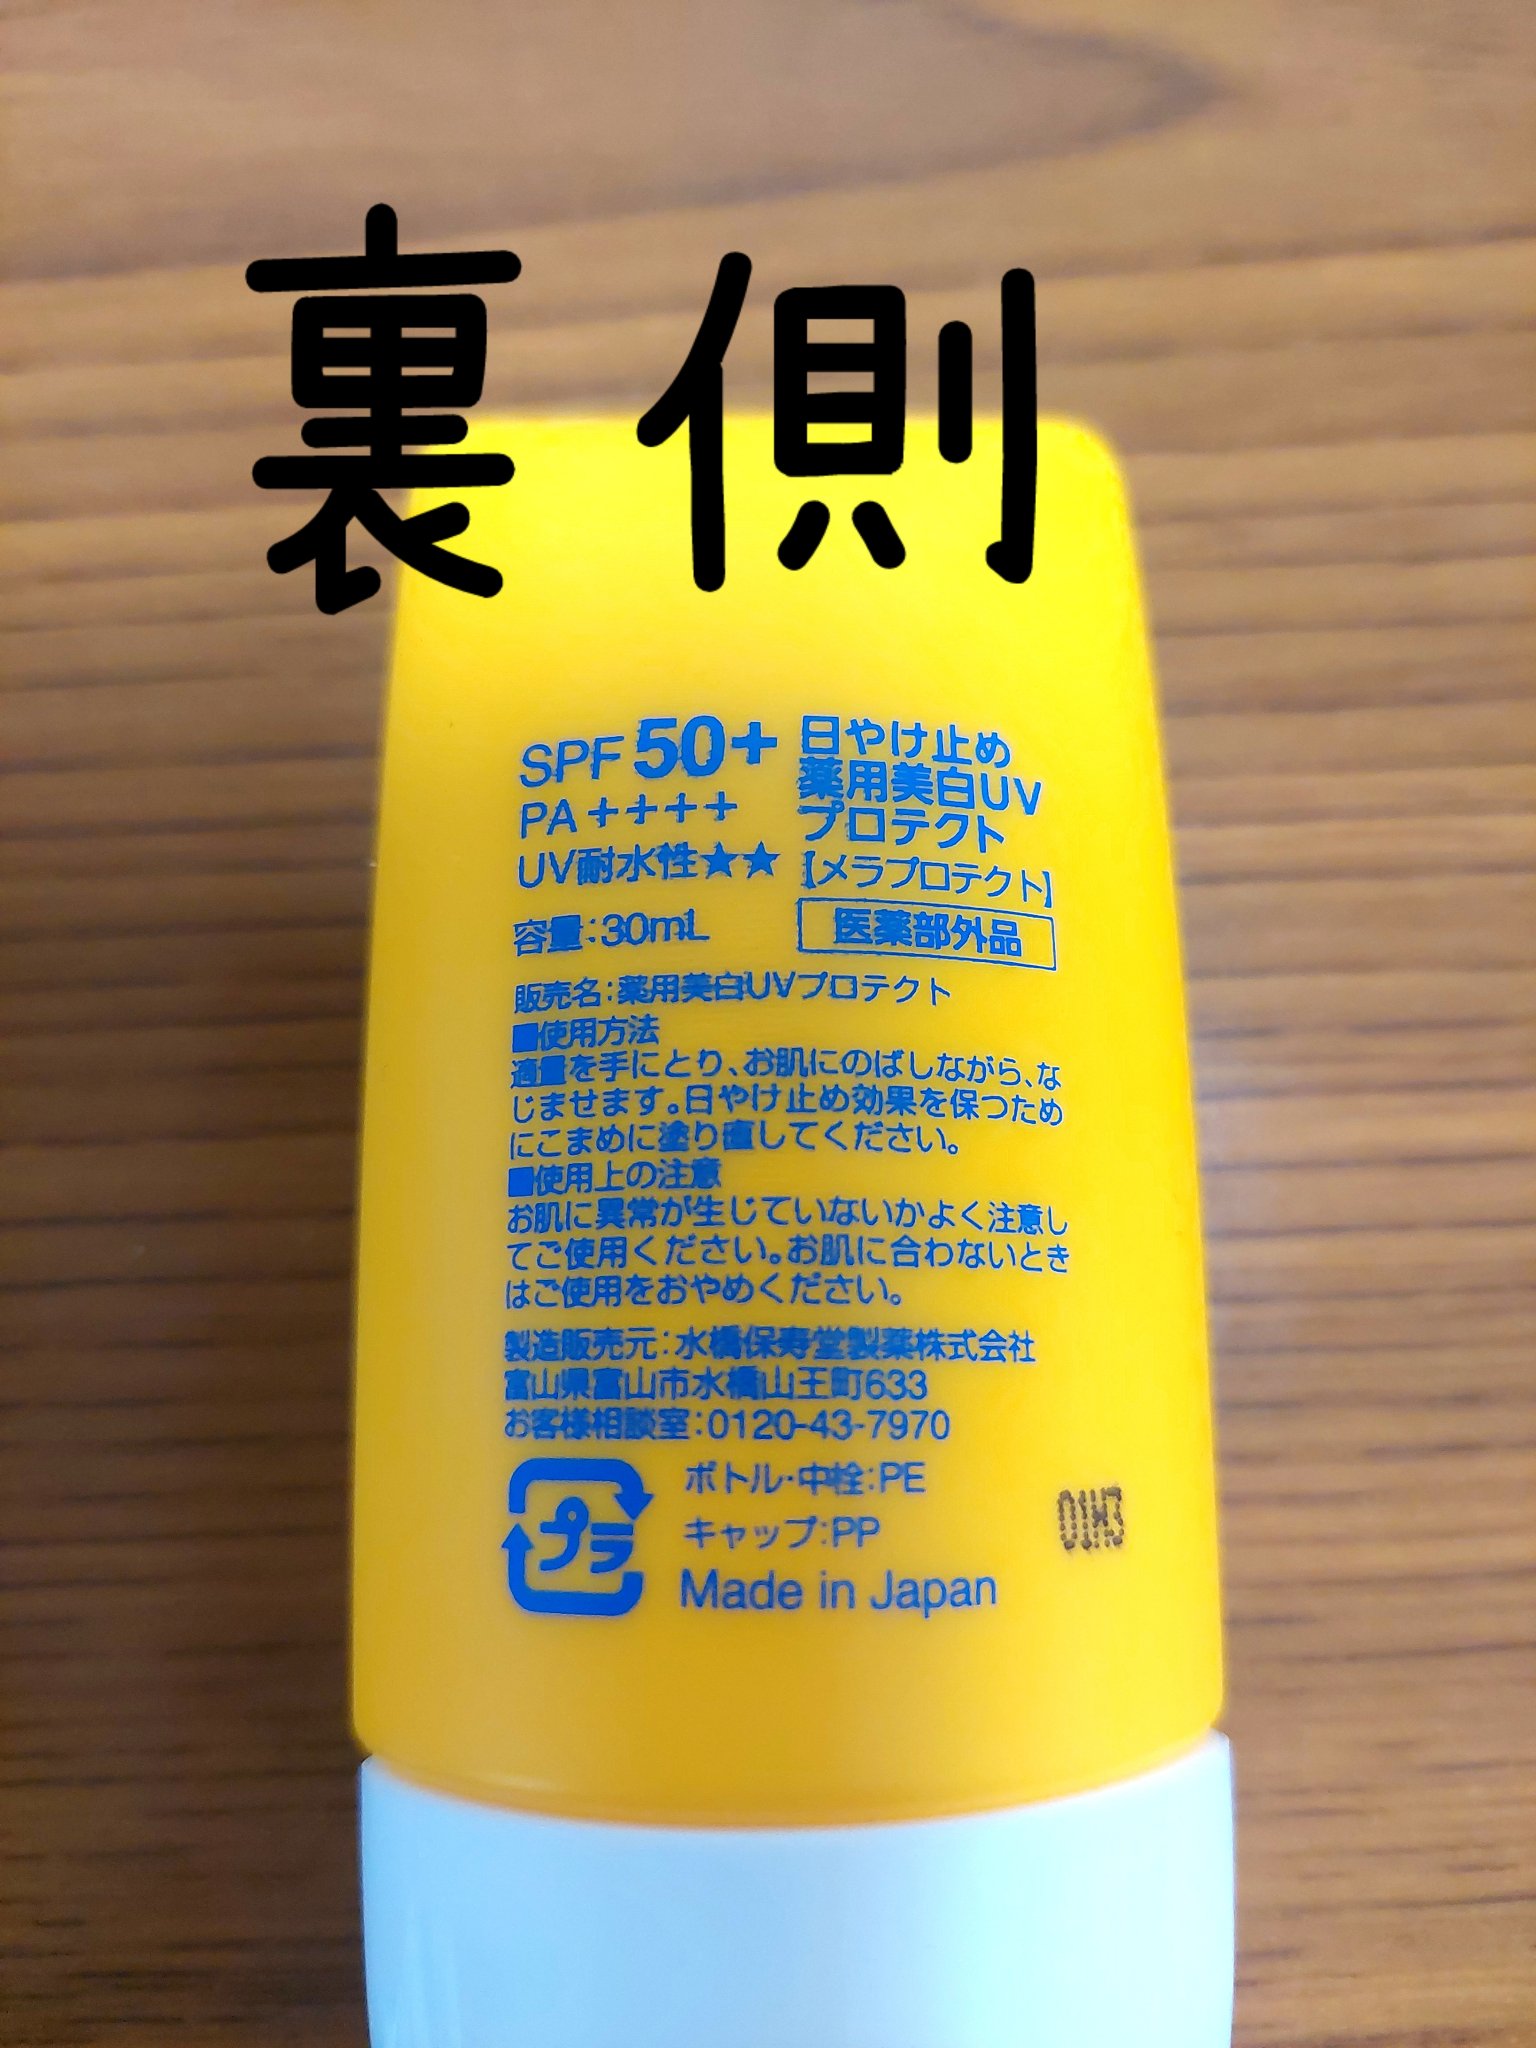 裏側
SPF 50+
PA++++
UV耐水性★★
容量:30mL
日やけ止め
薬用美白UV
プロテクト
【メラプロテクト】
医薬部外品
販売名:薬用美白UVプロテクト
■使用方法
適量を手にとり、お肌にのばしながら、な
じませます。日やけ止め効果を保つため
にこまめに塗り直してください。
■使用上の注意
お肌に異常が生じていないかよく注意し
てご使用ください。お肌に合わないとき
はご使用をおやめください。
製造販売元:水橋保寿堂製薬株式会社
富山県富山市水橋山王町633
お客様相談室:0120-43-7970
プラ
ボトル・中栓:PE
キャップ:PP
Made in Japan
01H3